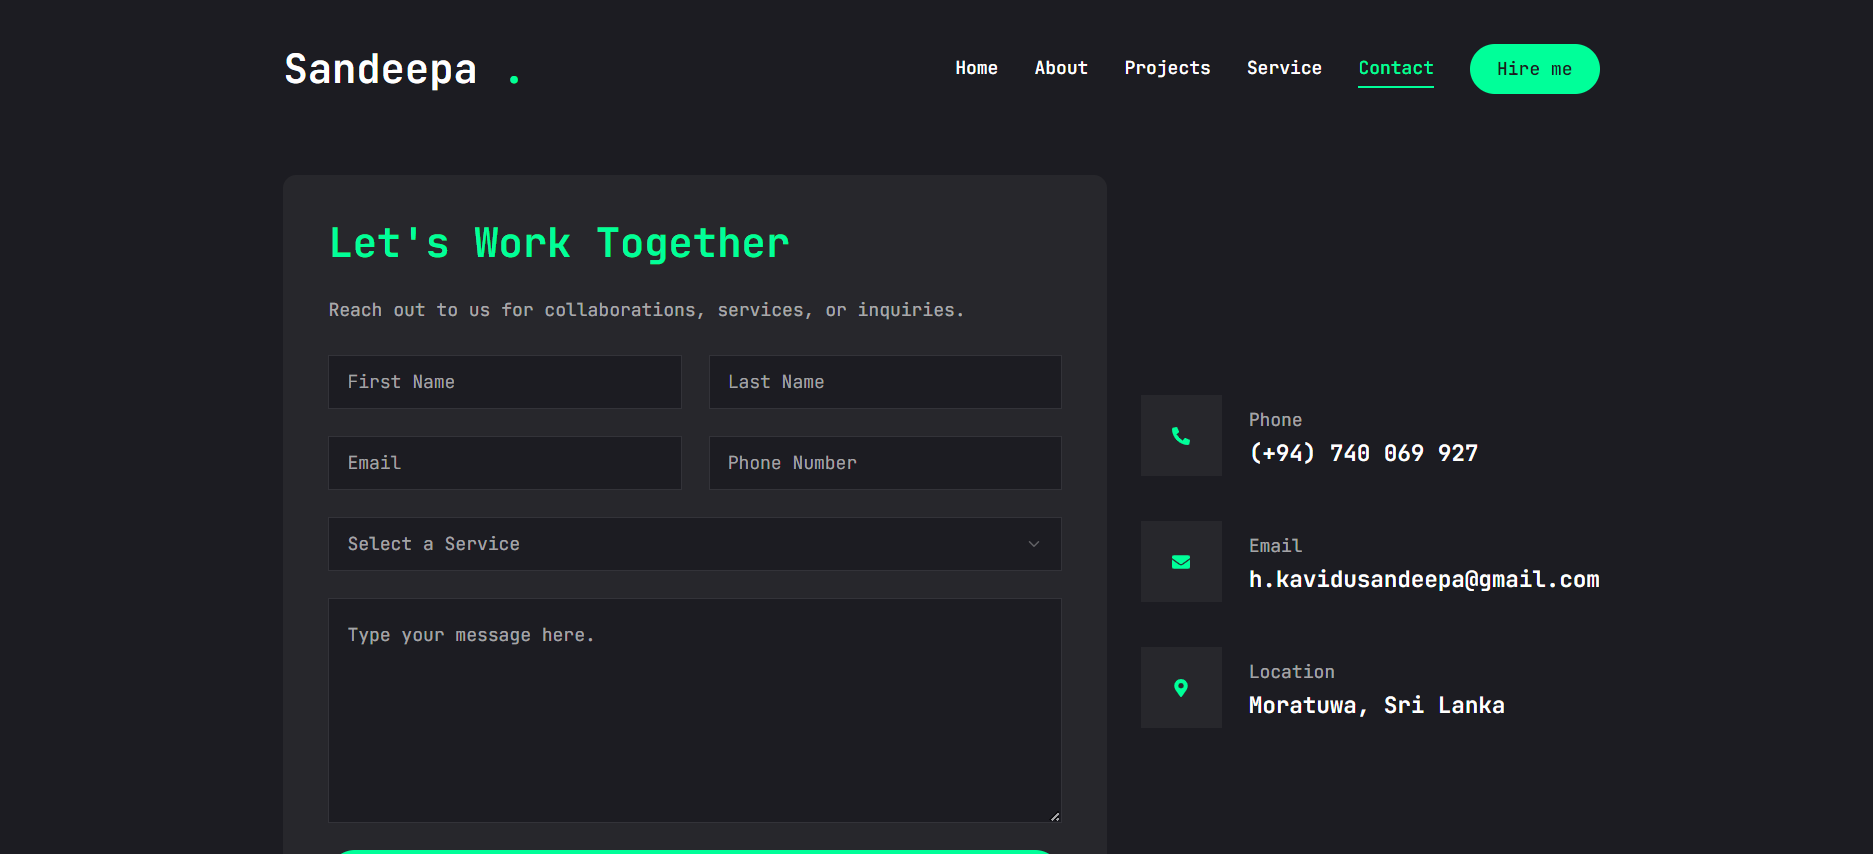 Sandeepa .
Home About Projects Service Contact Hire me
Let's Work Together
Reach out to us for collaborations, services, or inquiries.
First Name Last Name
Email Phone Number
Select a Service
Type your message here.
Phone
(+94) 740 069 927
Email
h.kavidusandeepa@gmail.com
Location
Moratuwa, Sri Lanka